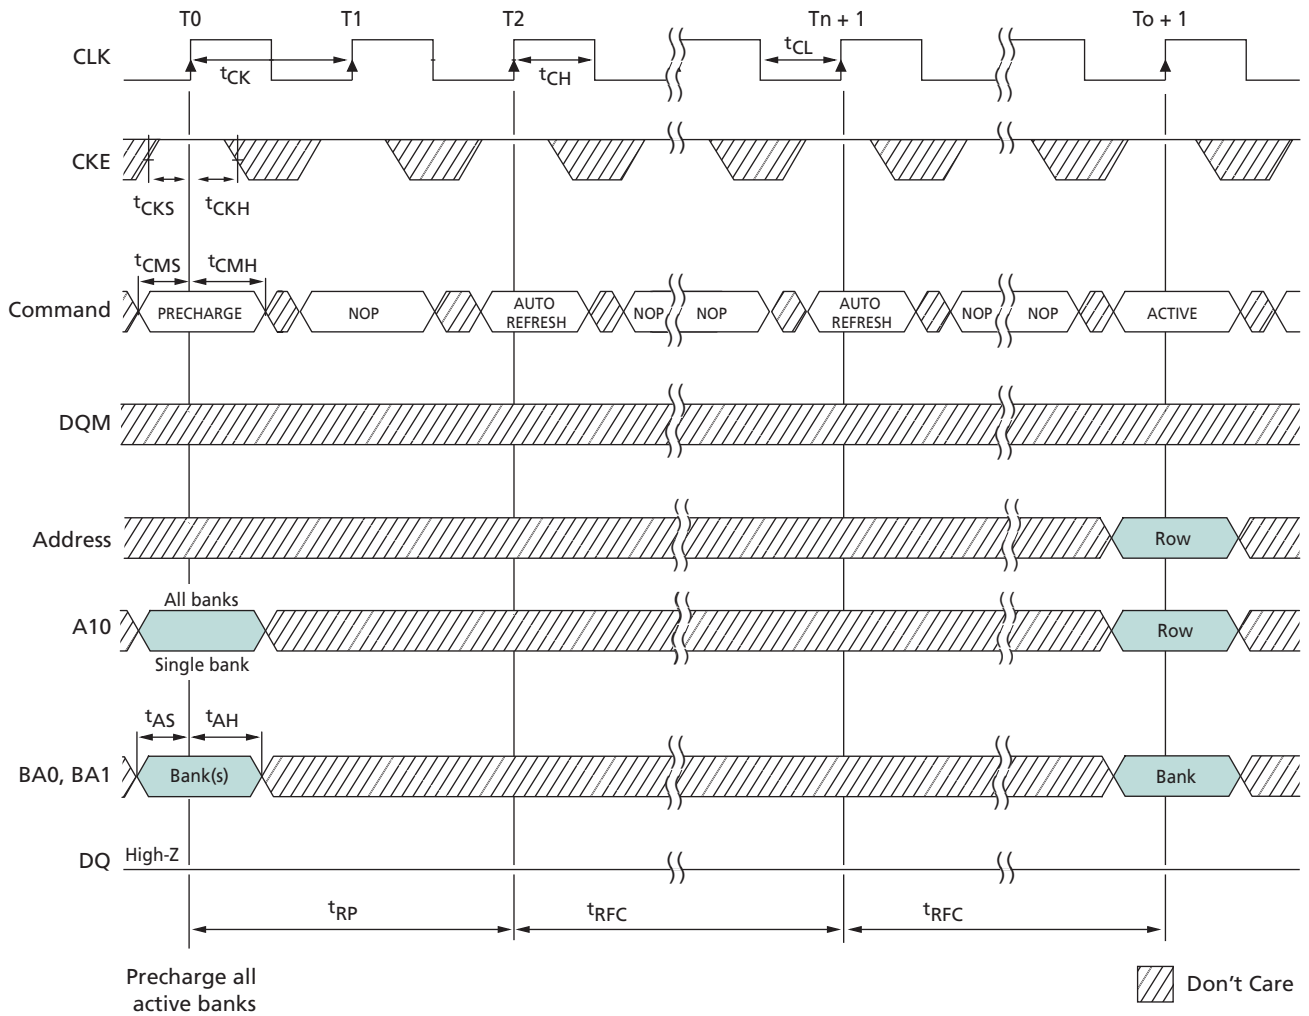 T0 T1 T2 Tn + 1 To + 1
CLK
tCK tCH tCL
CKE
tCKS tCKH
tCMS tCMH
Command
PRECHARGE NOP AUTO REFRESH NOP NOP AUTO REFRESH NOP NOP ACTIVE
DQM
Address
Row
All banks
A10
Row
Single bank
tAS tAH
BA0, BA1
Bank(s) Bank
DQ
High-Z
tRP tRFC tRFC
Precharge all
active banks
Don't Care